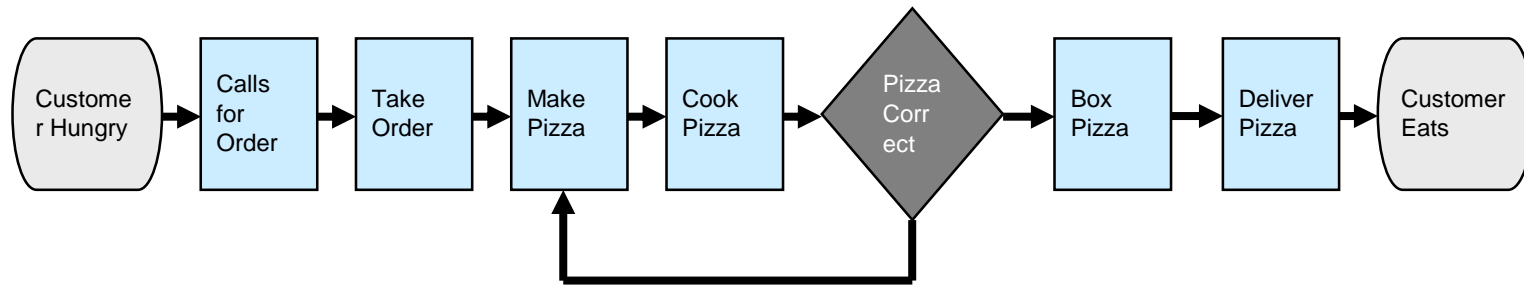 Custome
r Hungry
Calls
for
Order
Take
Order
Make
Pizza
Cook
Pizza
Pizza
Corr
ect
Box
Pizza
Deliver
Pizza
Customer
Eats